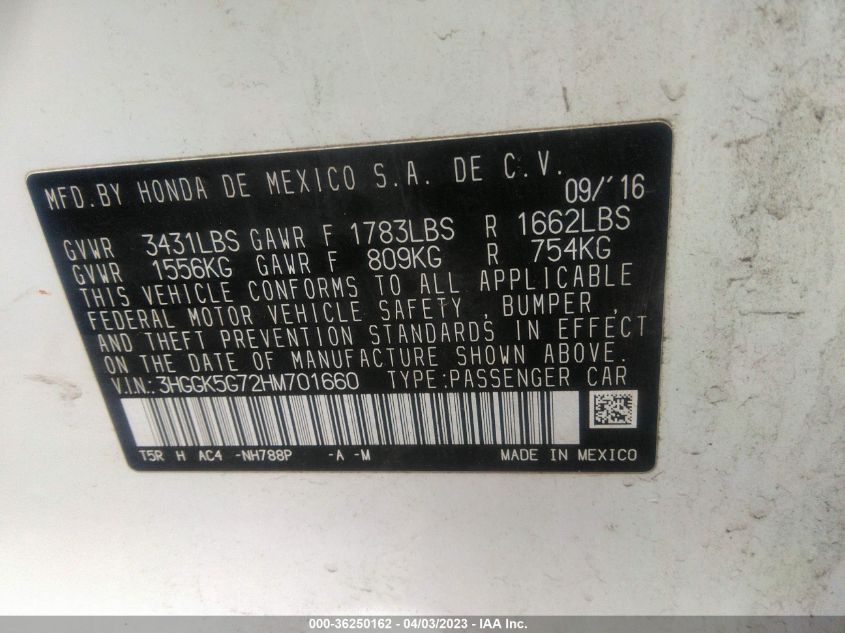 MFD.BY HONDA DE MEXICO S.A. DE C.V.
09/'16
GVWR 3431LBS GAWR F 1783LBS R 1662LBS
GVWR 1556KG GAWR F 809KG R 754KG
THIS VEHICLE CONFORMS TO ALL APPLICABLE
FEDERAL MOTOR VEHICLE SAFETY, BUMPER,
AND THEFT PREVENTION STANDARDS IN EFFECT
ON THE DATE OF MANUFACTURE SHOWN ABOVE.
V.I.N.:3HGGK5G72HM701660 TYPE:PASSENGER CAR
T5R H AC4 -NH788P -A -M MADE IN MEXICO
000-36250162 - 04/03/2023 - IAA Inc.